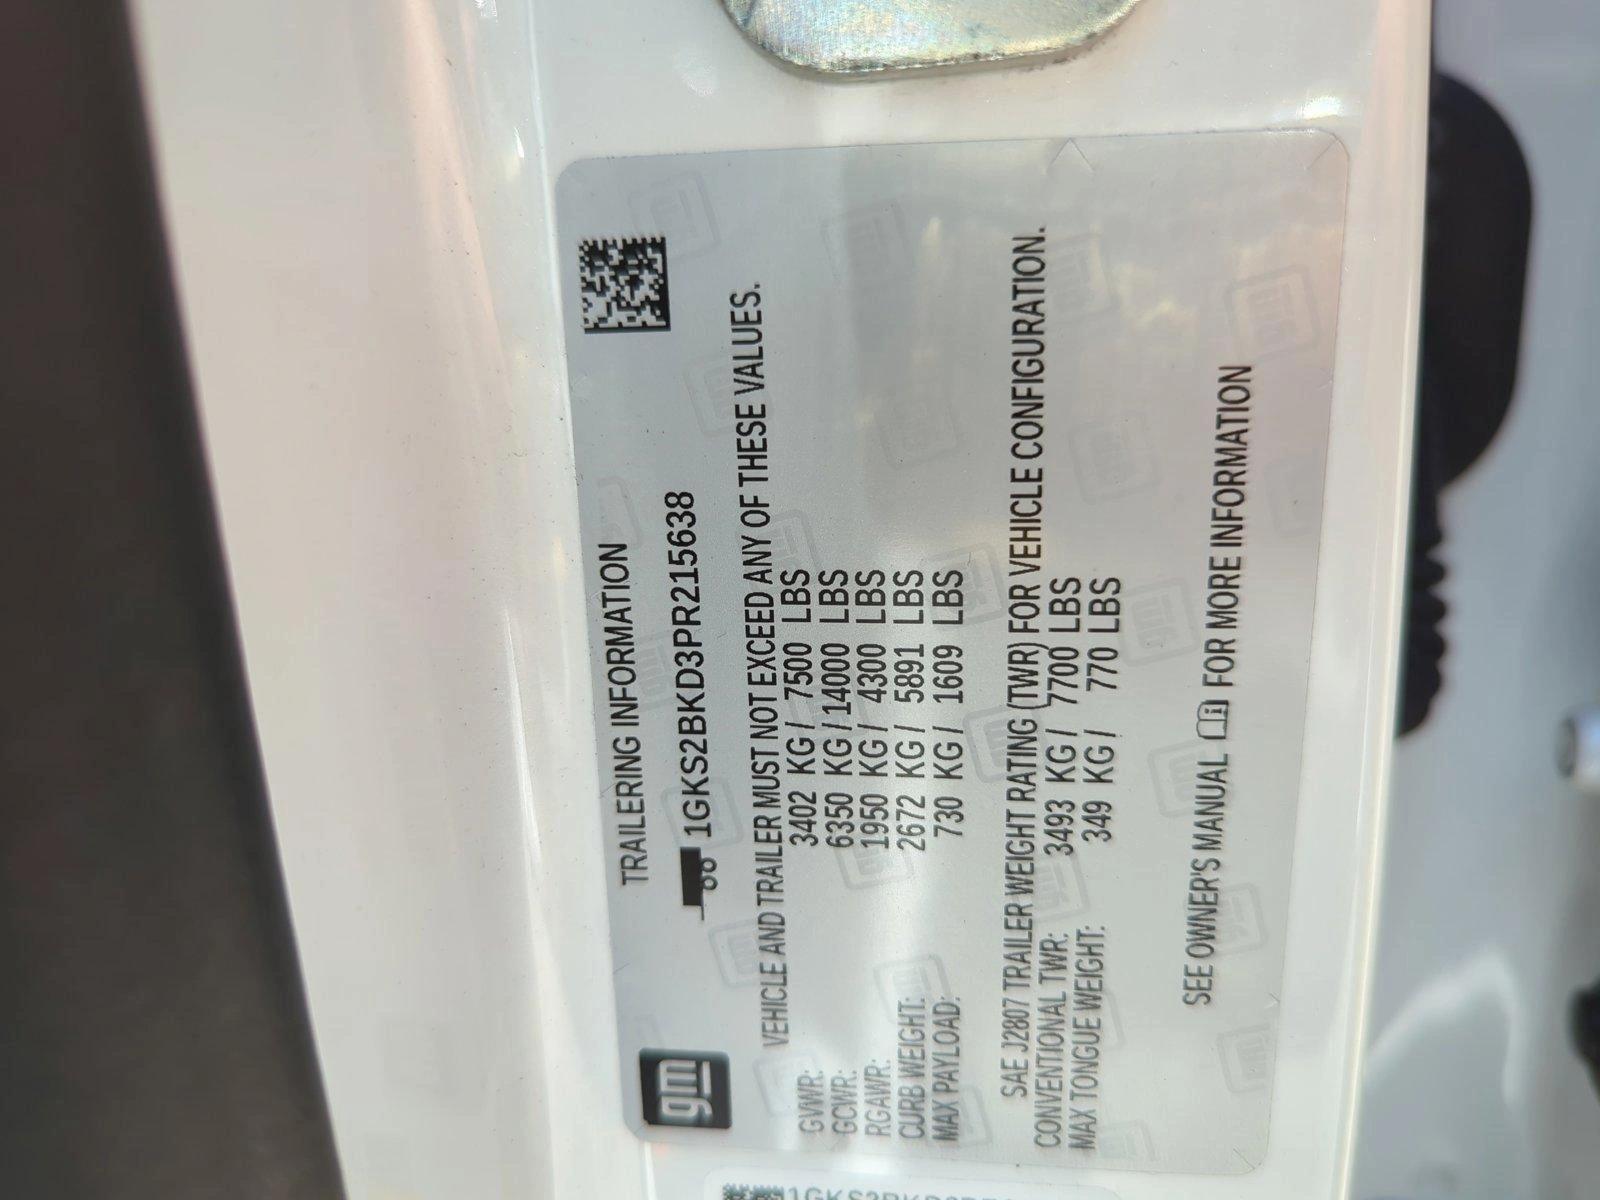 gm
TRAILERING INFORMATION
1GKS2BKD3PR215638
VEHICLE AND TRAILER MUST NOT EXCEED ANY OF THESE VALUES.
GVWR: 3402 KG / 7500 LBS
GCWR: 6350 KG / 14000 LBS
RGAWR: 1950 KG / 4300 LBS
CURB WEIGHT: 2672 KG / 5891 LBS
MAX PAYLOAD: 730 KG / 1609 LBS
SAE J2807 TRAILER WEIGHT RATING (TWR) FOR VEHICLE CONFIGURATION.
CONVENTIONAL TWR: 3493 KG / 7700 LBS
MAX TONGUE WEIGHT: 349 KG / 770 LBS
SEE OWNER'S MANUAL FOR MORE INFORMATION